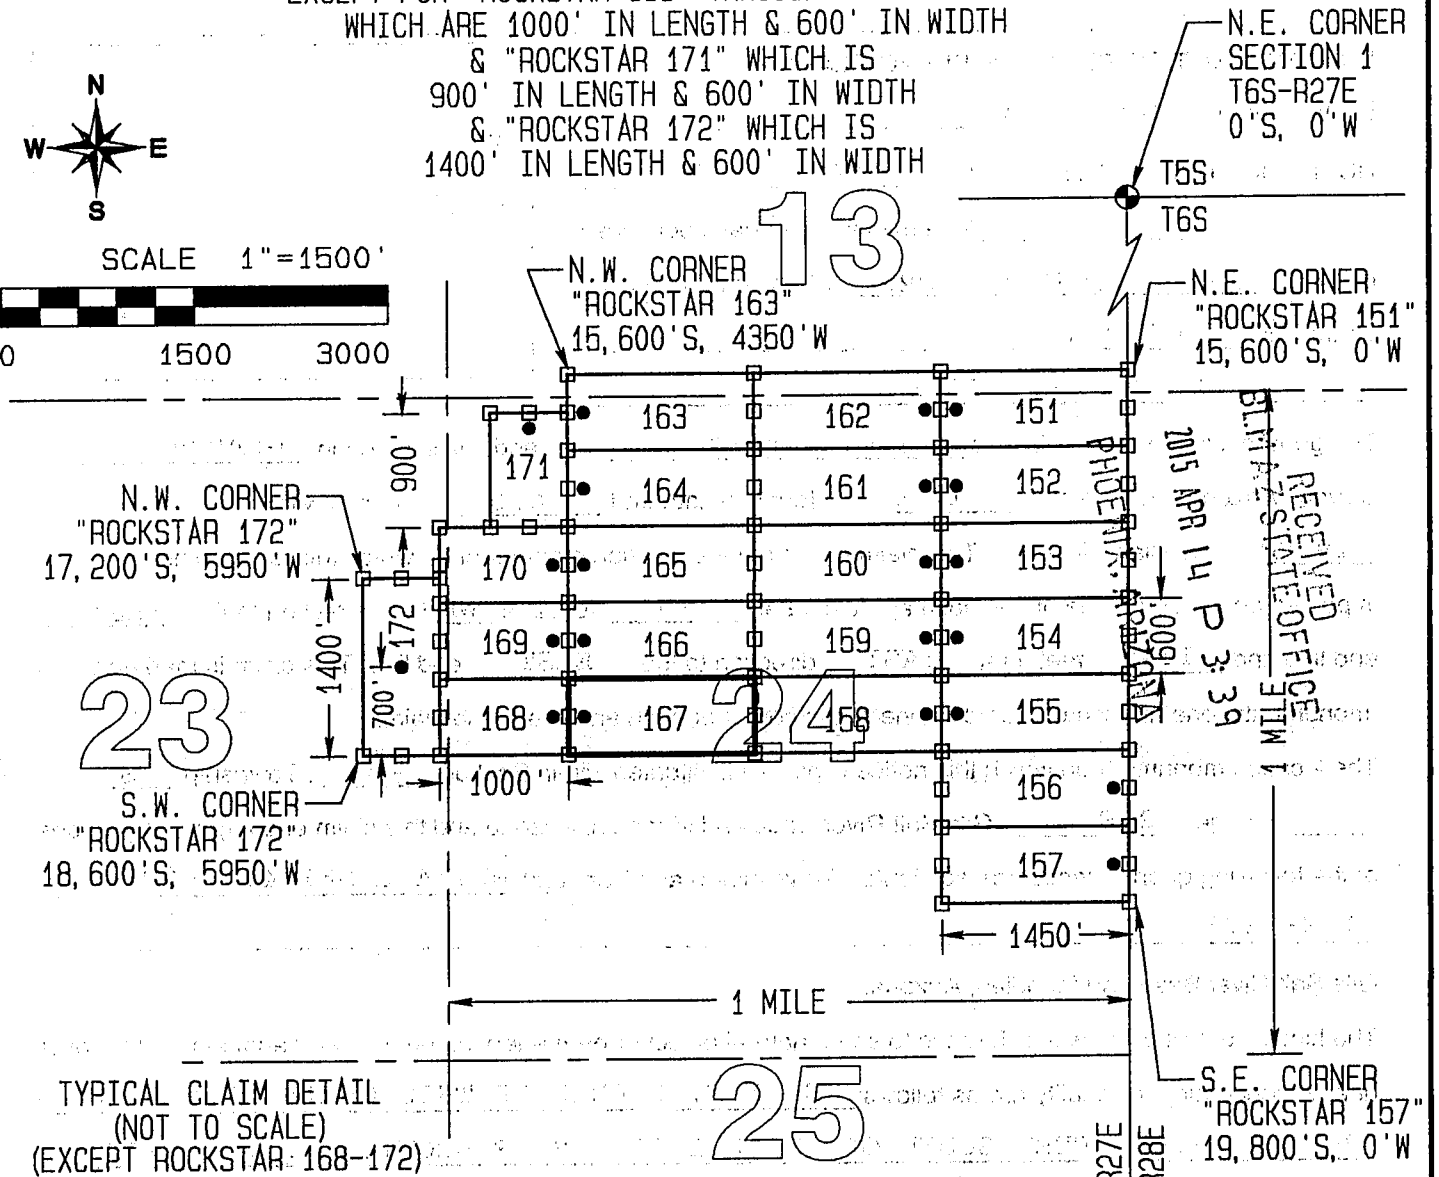 WHICH ARE 1000' IN LENGTH & 600' IN WIDTH
& "ROCKSTAR 171" WHICH IS
900' IN LENGTH & 600' IN WIDTH
& "ROCKSTAR 172" WHICH IS
1400' IN LENGTH & 600' IN WIDTH
N
W E
S
SCALE 1"=1500'
0 1500 3000
N.E. CORNER
SECTION 1
T6S-R27E
0'S, 0'W
T5S
T6S
13
N.W. CORNER
"ROCKSTAR 163"
15,600'S, 4350'W
N.E. CORNER
"ROCKSTAR 151"
15,600'S, 0'W
163 162 151
900'
171
164 161 152
N.W. CORNER
"ROCKSTAR 172"
17,200'S, 5950'W
170 165 160 153
1400'
172
700'
169 166 159 154
600'
23
168 167 24 158 155
1000'
156
157
S.W. CORNER
"ROCKSTAR 172"
18,600'S, 5950'W
1450'
1 MILE
1 MILE
RECEIVED
BLM AZ STATE OFFICE
2015 APR 14 P 3:39
PHOENIX, ARIZONA
25
TYPICAL CLAIM DETAIL
(NOT TO SCALE)
(EXCEPT ROCKSTAR 168-172)
S.E. CORNER
"ROCKSTAR 157"
19,800'S, 0'W
R27E
R28E